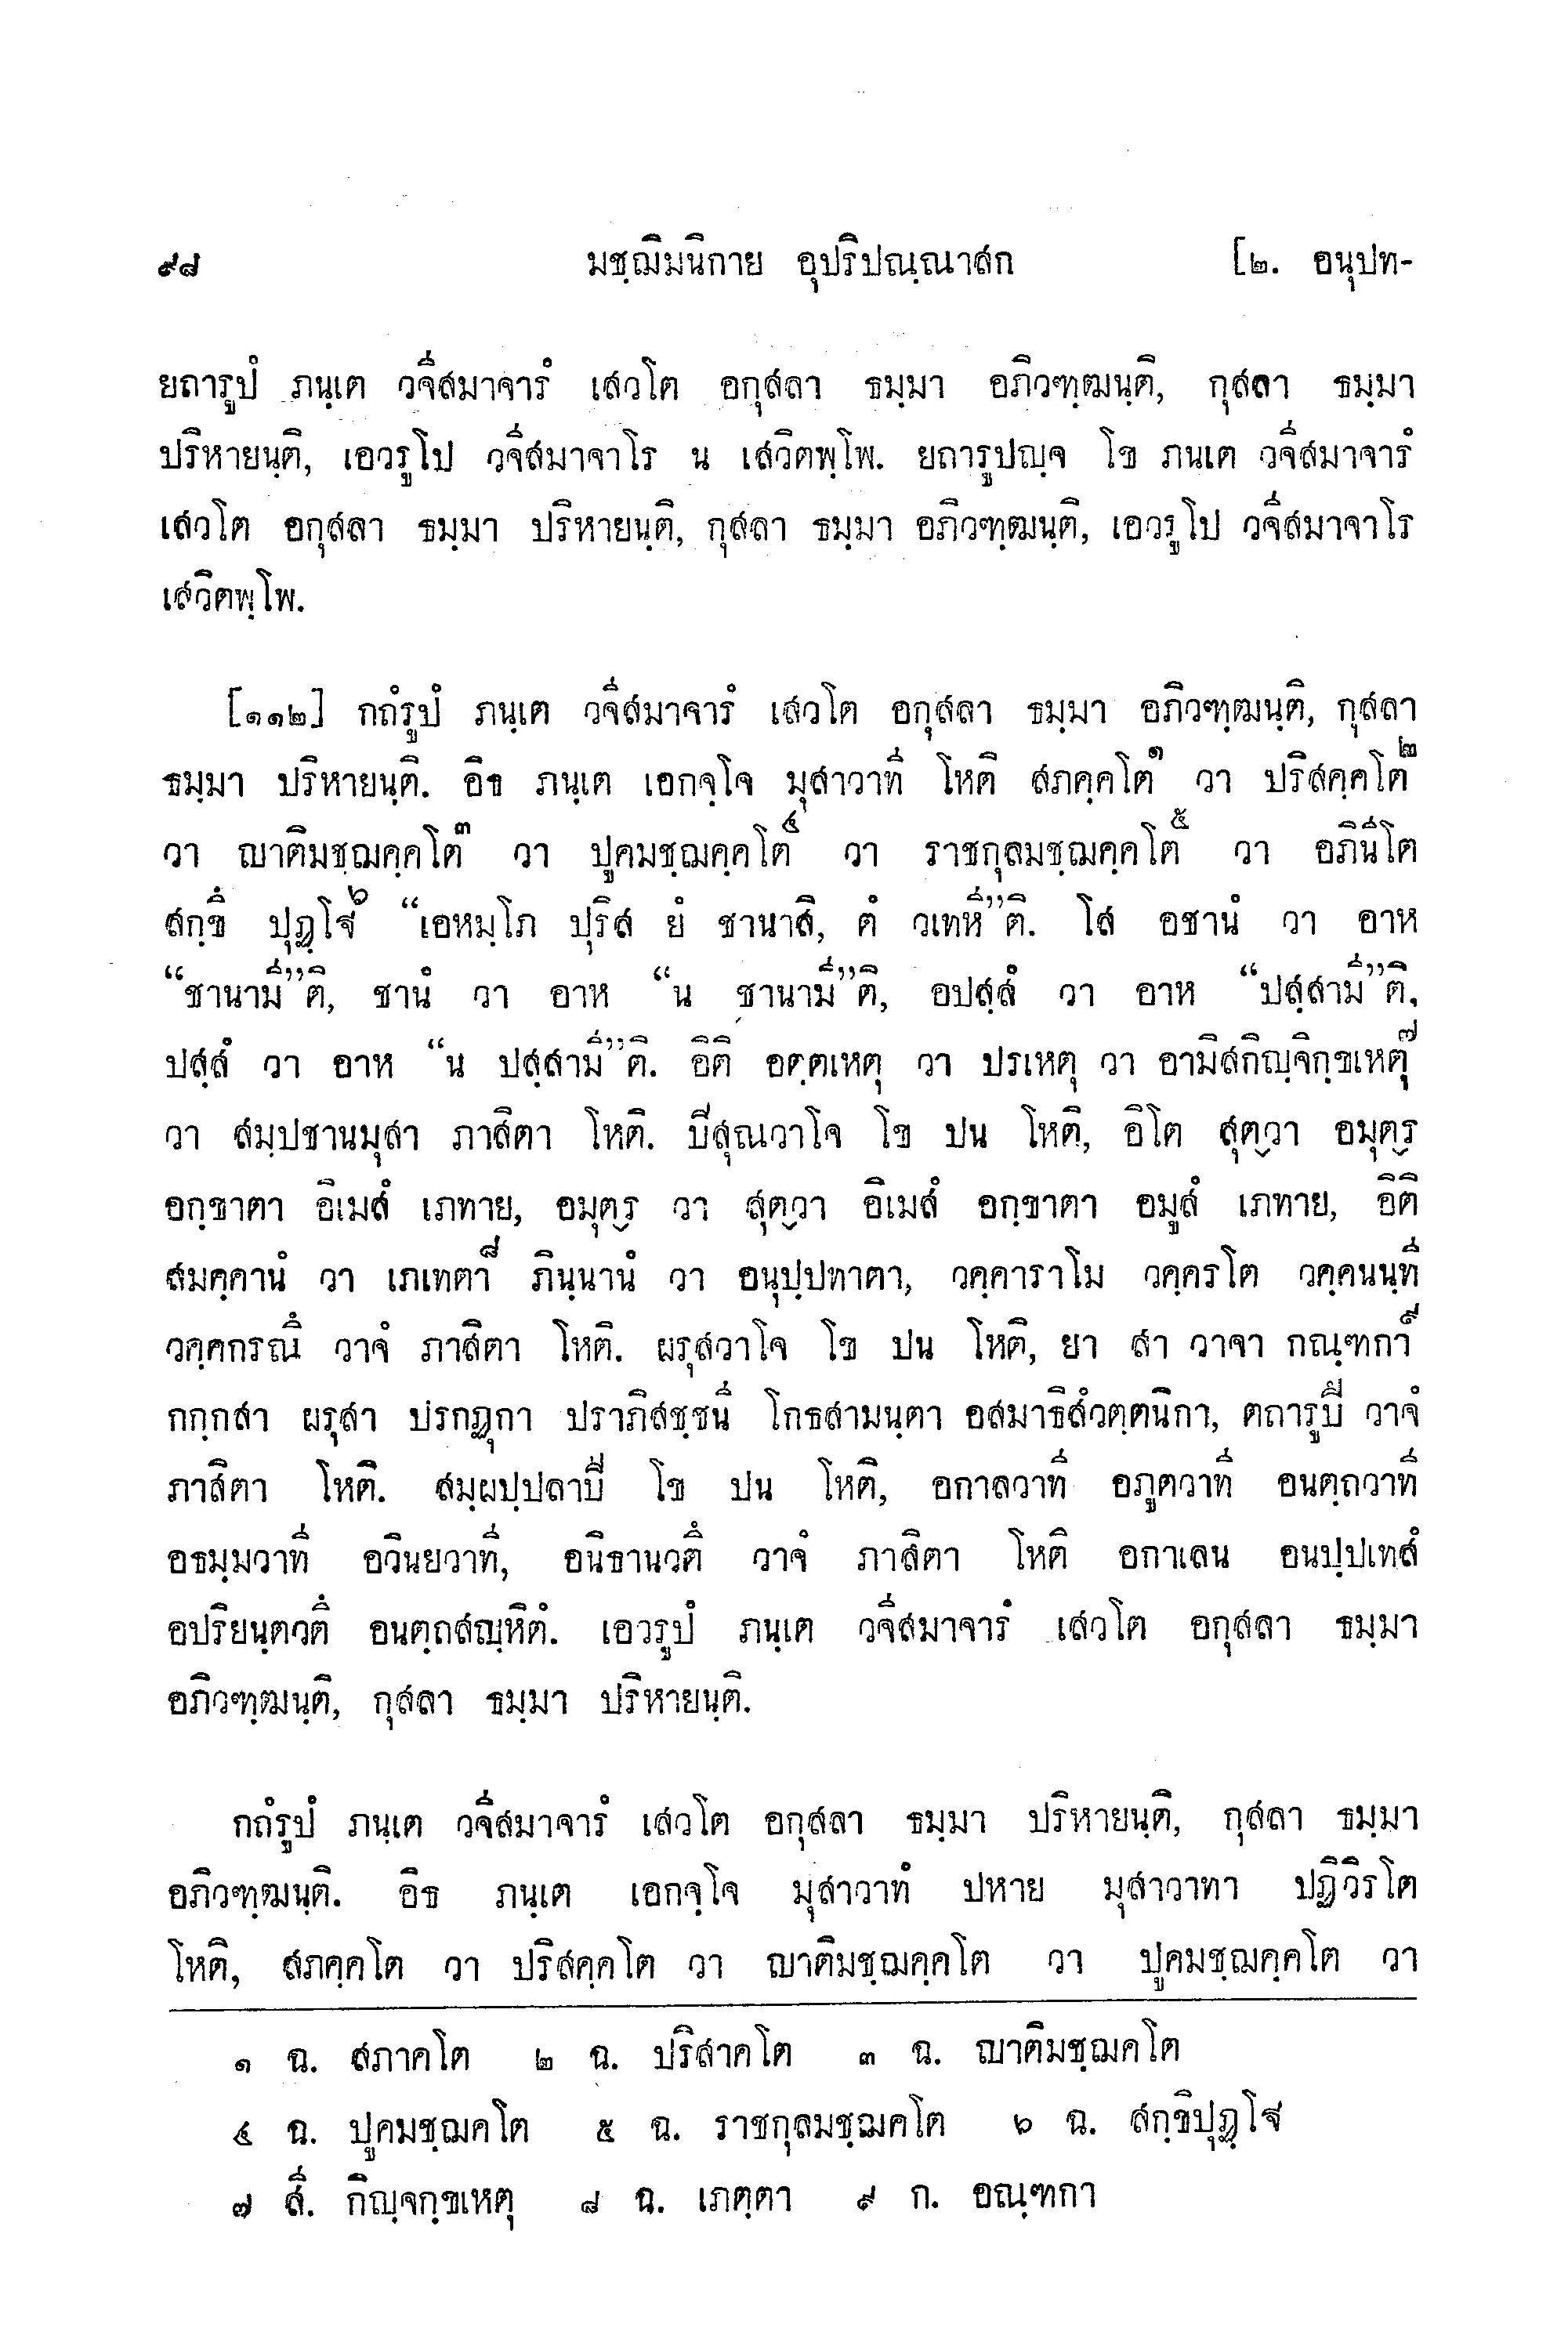 ๙๘ มชฺฌิมนิกาย อุปริปณฺณาสก [๒. อนุปท-
ยถารูปํ ภนฺเต วจีสมาจารํ เสวโต อกุสลา ธมฺมา อภิวฑฺฒนฺติ, กุสลา ธมฺมา
ปริหายนฺติ, เอวรูโป วจีสมาจาโร น เสวิตพฺโพ. ยถารูปญฺจ โข ภนเต วจีสมาจารํ
เสวโต อกุสลา ธมฺมา ปริหายนฺติ, กุสลา ธมฺมา อภิวฑฺฒนฺติ, เอวรูโป วจีสมาจาโร
เสวิตพฺโพ.
[๑๑๒] กถํรูปํ ภนฺเต วจีสมาจารํ เสวโต อกุสลา ธมฺมา อภิวฑฺฒนฺติ, กุสลา
ธมฺมา ปริหายนฺติ. อิธ ภนฺเต เอกจฺโจ มุสาวาที โหติ สภคฺคโต๑ วา ปริสคฺคโต๒
วา ญาติมชฺฌคฺคโต๓ วา ปูคมชฺฌคฺคโต๔ วา ราชกุลมชฺฌคฺคโต๕ วา อภินีโต
สกฺขึ ปุฏฺโฐ๖ “เอหมฺโภ ปุริส ยํ ชานาสิ, ตํ วเทหี”ติ. โส อชานํ วา อาห
“ชานามี”ติ, ชานํ วา อาห “น ชานามี”ติ, อปสฺสํ วา อาห “ปสฺสามี”ติ,
ปสฺสํ วา อาห “น ปสฺสามี”ติ. อิติ อตฺตเหตุ วา ปรเหตุ วา อามิสกิญฺจิกฺขเหตุ๗
วา สมฺปชานมุสา ภาสิตา โหติ. ปีสุณวาโจ โข ปน โหติ, อิโต สุตฺวา อมุตฺร
อกฺขาตา อิเมสํ เภทาย, อมุตฺร วา สุตฺวา อิเมสํ อกฺขาตา อมูสํ เภทาย, อิติ
สมคฺคานํ วา เภเทตา๘ ภินฺนานํ วา อนุปฺปทาตา, วคฺคาราโม วคฺครโต วคฺคนนฺที
วคฺคกรณึ วาจํ ภาสิตา โหติ. ผรุสวาโจ โข ปน โหติ, ยา สา วาจา กณฺฑกา๙
กกฺกสา ผรุสา ปรกฏุกา ปราภิสชฺชนี โกธสามนฺตา อสมาธิสํวตฺตนิกา, ตถารูปึ วาจํ
ภาสิตา โหติ. สมฺผปฺปลาปี โข ปน โหติ, อกาลวาที อภูตวาที อนตฺถวาที
อธมฺมวาที อวินยวาที, อนิธานวตึ วาจํ ภาสิตา โหติ อกาเลน อนปฺปเทสํ
อปริยนฺตวตึ อนตฺถสญฺหิตํ. เอวรูปํ ภนฺเต วจีสมาจารํ เสวโต อกุสลา ธมฺมา
อภิวฑฺฒนฺติ, กุสลา ธมฺมา ปริหายนฺติ.
กถํรูปํ ภนฺเต วจีสมาจารํ เสวโต อกุสลา ธมฺมา ปริหายนฺติ, กุสลา ธมฺมา
อภิวฑฺฒนฺติ. อิธ ภนฺเต เอกจฺโจ มุสาวาทํ ปหาย มุสาวาทา ปฏิวิรโต
โหติ, สภคฺคโต วา ปริสคฺคโต วา ญาติมชฺฌคฺคโต วา ปูคมชฺฌคฺคโต วา
๑ ฉ. สภาคโต ๒ ฉ. ปริสาคโต ๓ ฉ. ญาติมชฺฌคโต
๔ ฉ. ปูคมชฺฌคโต ๕ ฉ. ราชกุลมชฺฌคโต ๖ ฉ. สกฺขิปุฏฺโฐ
๗ สี. กิญฺจกฺขเหตุ ๘ ฉ. เภตฺตา ๙ ก. อณฺฑกา